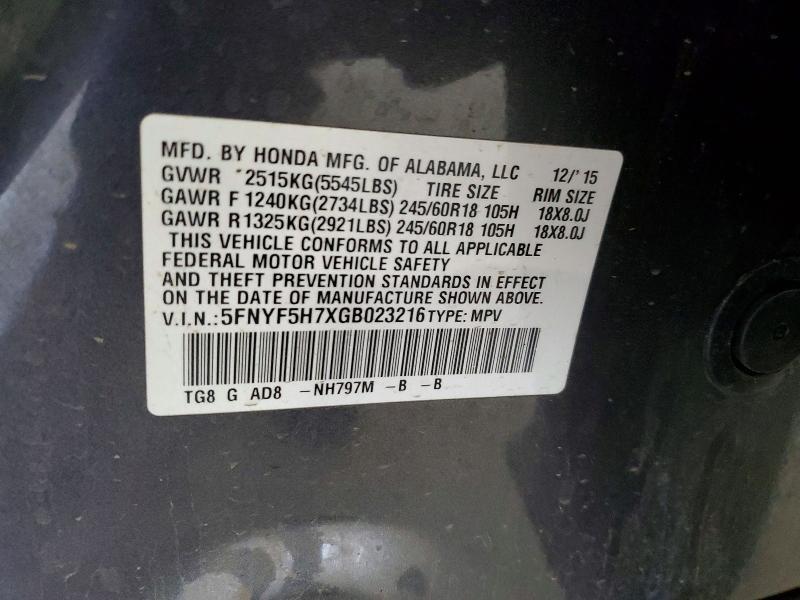 MFD. BY HONDA MFG. OF ALABAMA, LLC 12/'15
GVWR *2515KG(5545LBS) TIRE SIZE RIM SIZE
GAWR F 1240KG(2734LBS) 245/60R18 105H 18X8.0J
GAWR R1325KG(2921LBS) 245/60R18 105H 18X8.0J
THIS VEHICLE CONFORMS TO ALL APPLICABLE
FEDERAL MOTOR VEHICLE SAFETY
AND THEFT PREVENTION STANDARDS IN EFFECT
ON THE DATE OF MANUFACTURE SHOWN ABOVE.
V.I.N.:5FNYF5H7XGB023216 TYPE: MPV
TG8 G AD8 -NH797M -B -B